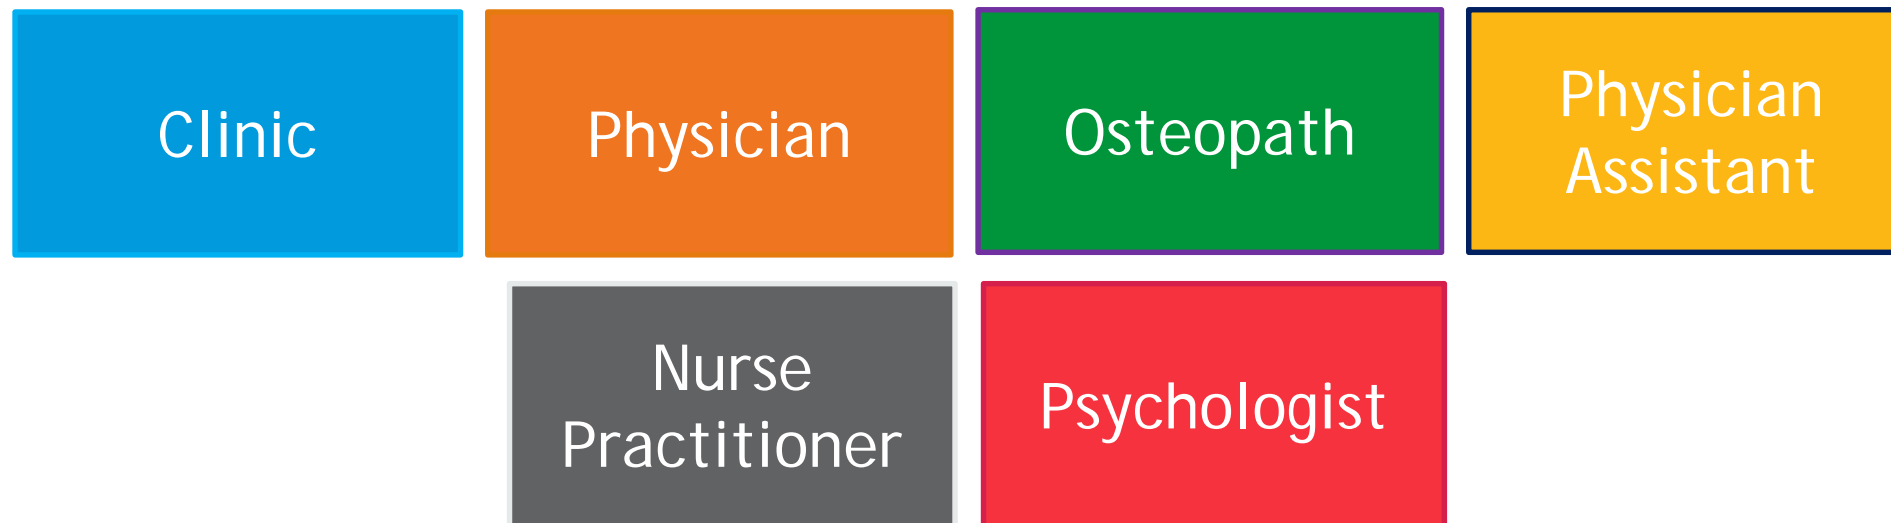 Clinic
Physician
Osteopath
Physician
Assistant
Nurse
Practitioner
Psychologist